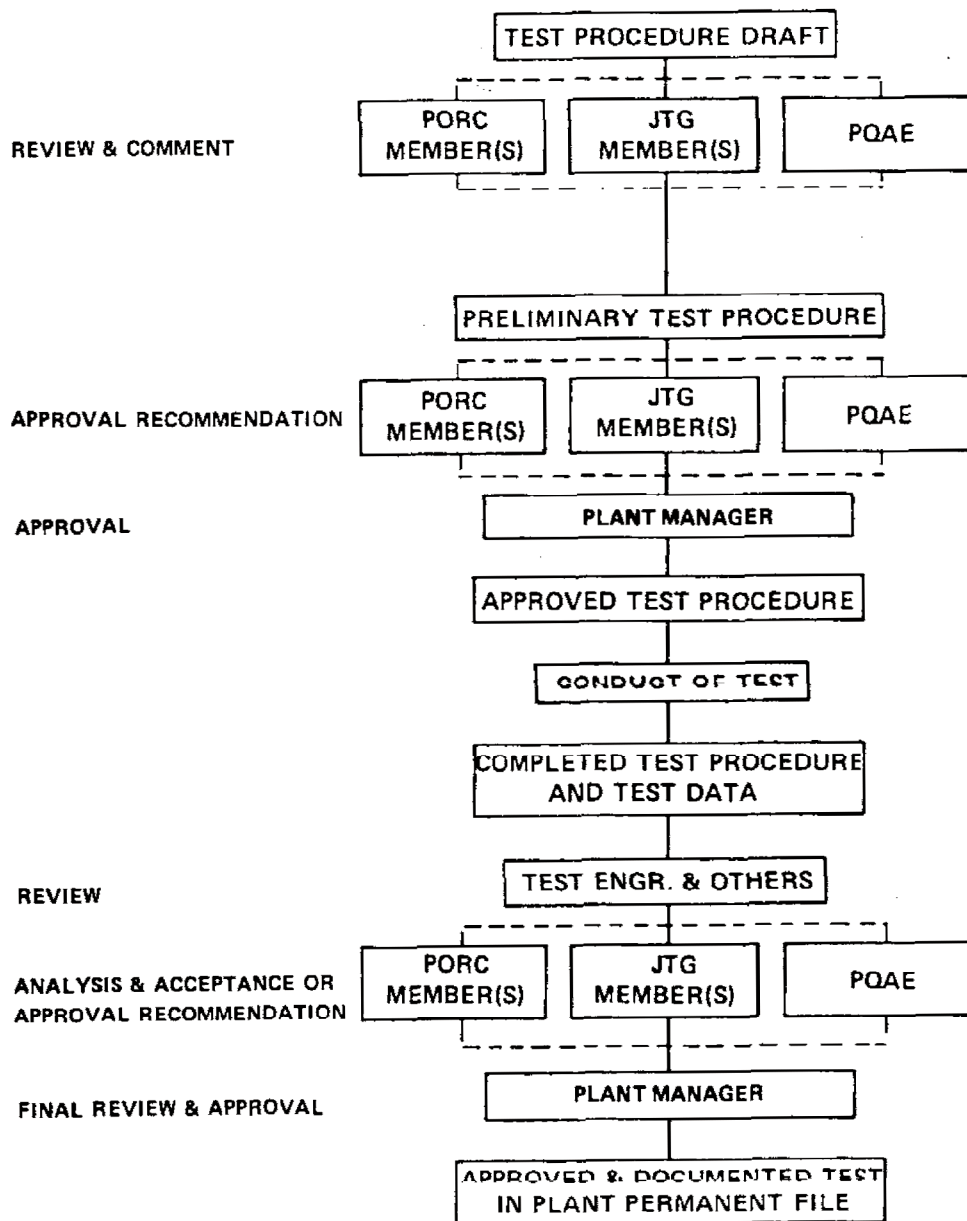 TEST PROCEDURE DRAFT
REVIEW & COMMENT
PORC
MEMBER(S)
JTG
MEMBER(S)
PQAE
PRELIMINARY TEST PROCEDURE
APPROVAL RECOMMENDATION
PORC
MEMBER(S)
JTG
MEMBER(S)
PQAE
APPROVAL
PLANT MANAGER
APPROVED TEST PROCEDURE
CONDUCT OF TEST
COMPLETED TEST PROCEDURE
AND TEST DATA
REVIEW
TEST ENGR. & OTHERS
ANALYSIS & ACCEPTANCE OR
APPROVAL RECOMMENDATION
PORC
MEMBER(S)
JTG
MEMBER(S)
PQAE
FINAL REVIEW & APPROVAL
PLANT MANAGER
APPROVED & DOCUMENTED TEST
IN PLANT PERMANENT FILE